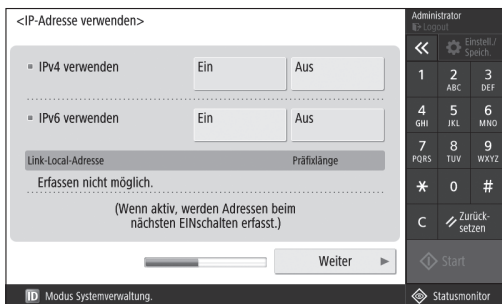 <IP-Adresse verwenden>
IPv4 verwenden
Ein
Aus
IPv6 verwenden
Ein
Aus
Link-Local-Adresse
Präfixlänge
Erfassen nicht möglich.
(Wenn aktiv, werden Adressen beim
nächsten EINschalten erfasst.)
Weiter
ID Modus Systemverwaltung.
Administrator
Logout
Einstell./
Speich.
1
2
ABC
3
DEF
4
GHI
5
JKL
6
MNO
7
PQRS
8
TUV
9
WXYZ
*
0
#
C
Zurück-
setzen
Start
Statusmonitor